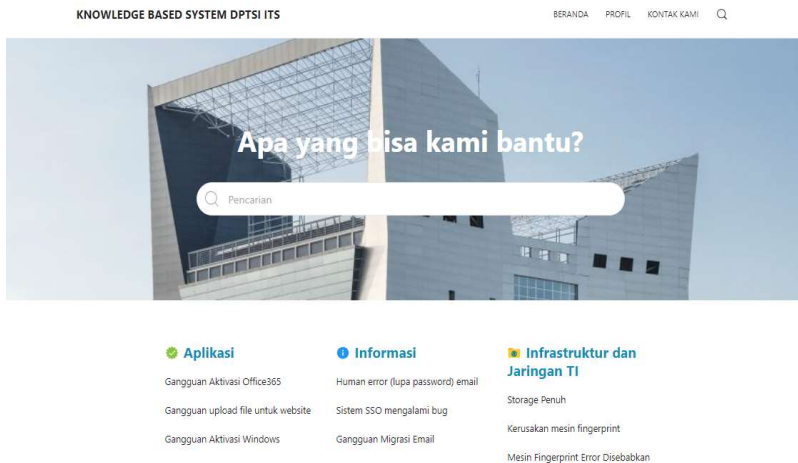 KNOWLEDGE BASED SYSTEM DPTSI ITS
BERANDA PROFIL KONTAK KAMI
Apa yang bisa kami bantu?
Pencarian
Aplikasi
Gangguan Aktivasi Office365
Gangguan upload file untuk website
Gangguan Aktivasi Windows
Informasi
Human error (lupa password) email
Sistem SSO mengalami bug
Gangguan Migrasi Email
Infrastruktur dan
Jaringan TI
Storage Penuh
Kerusakan mesin fingerprint
Mesin Fingerprint Error Disebabkan